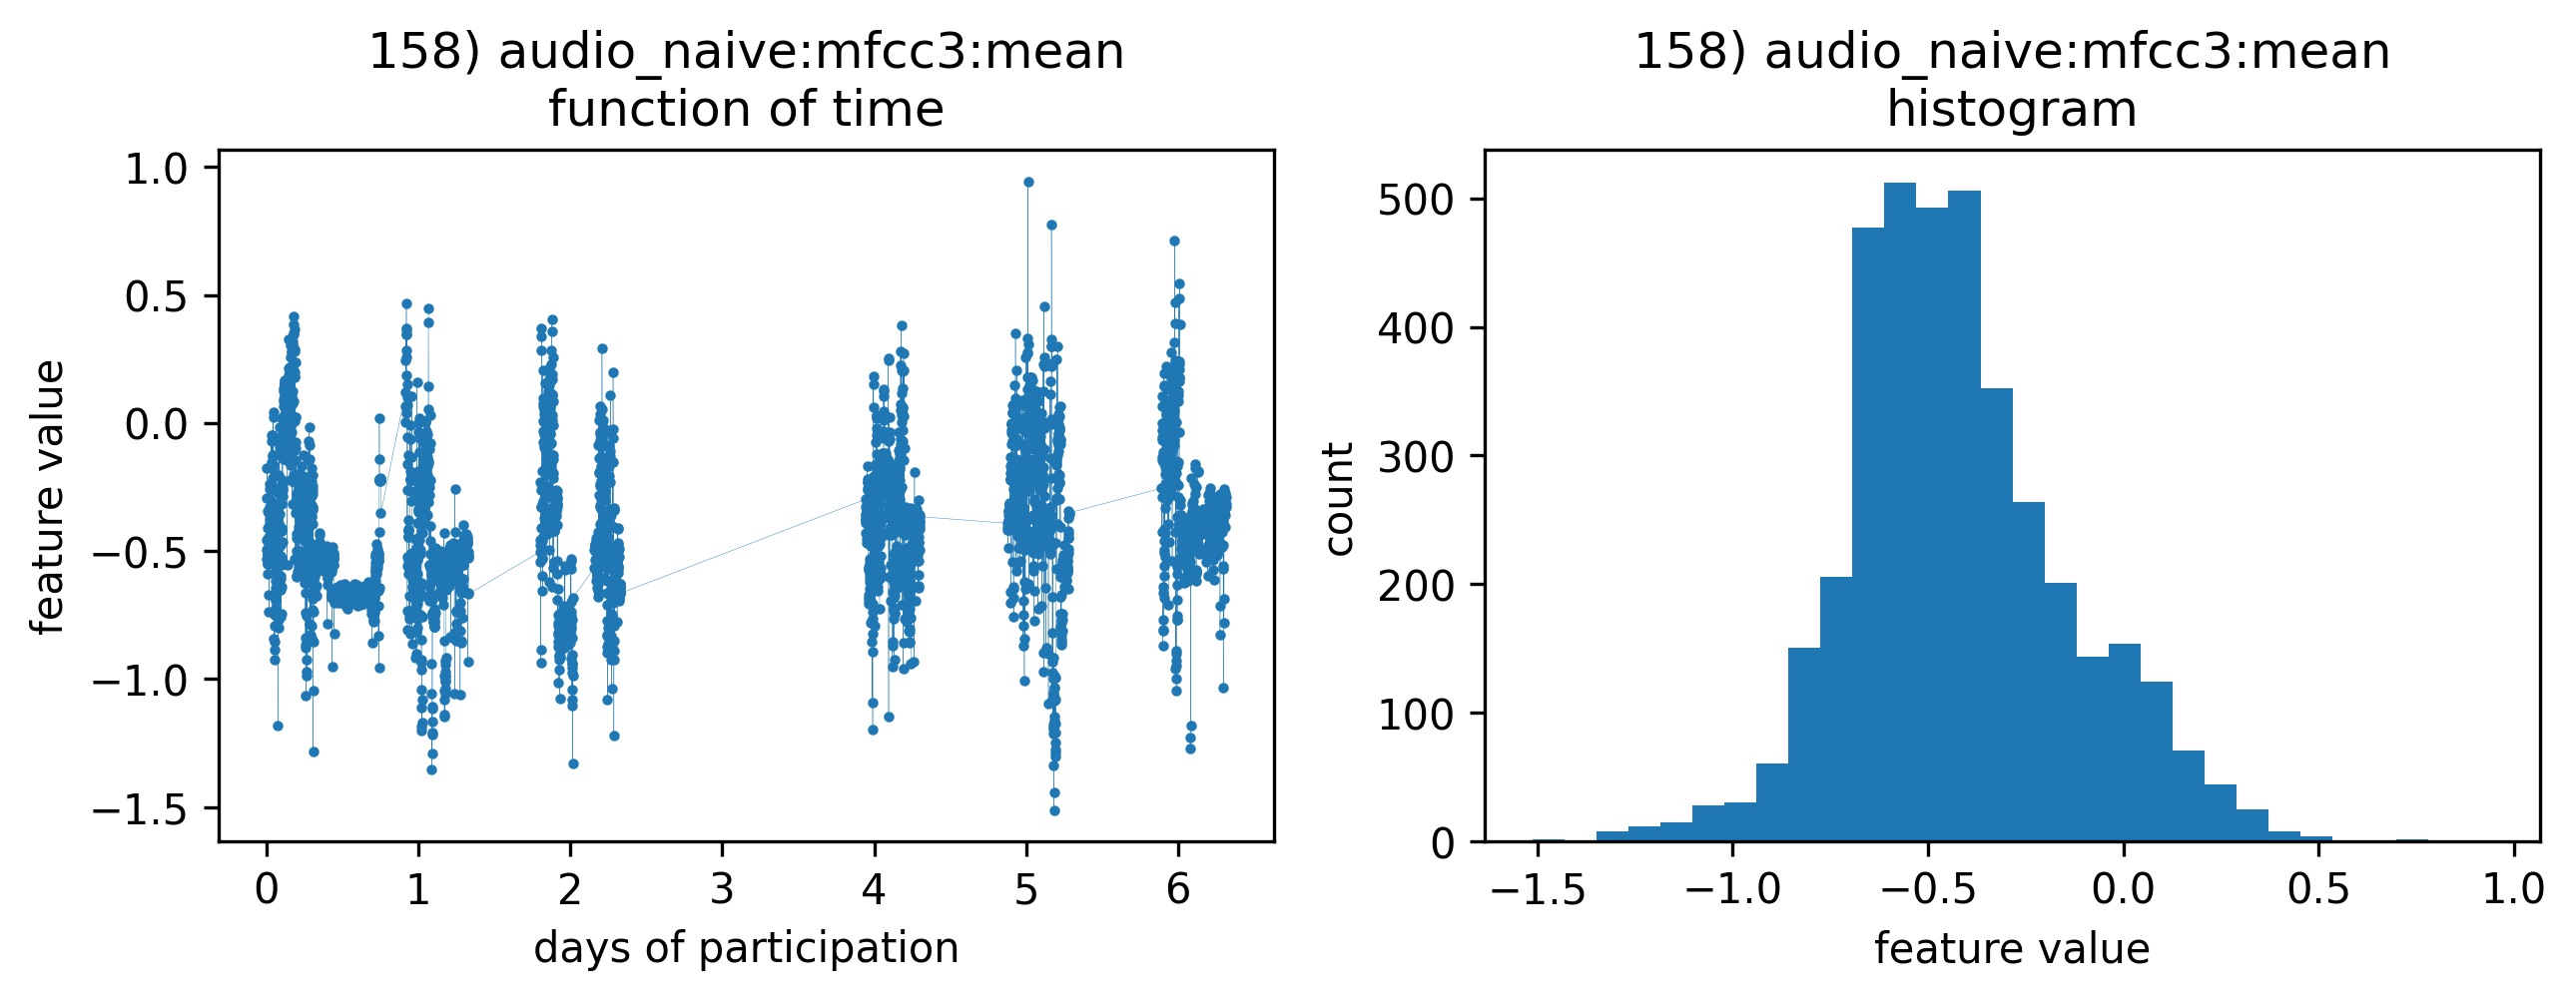 158) audio_naive:mfcc3:mean
function of time
1.0
0.5
0.0
−0.5
−1.0
−1.5
feature value
0 1 2 3 4 5 6
days of participation
158) audio_naive:mfcc3:mean
histogram
500
400
300
200
100
0
count
−1.5 −1.0 −0.5 0.0 0.5 1.0
feature value